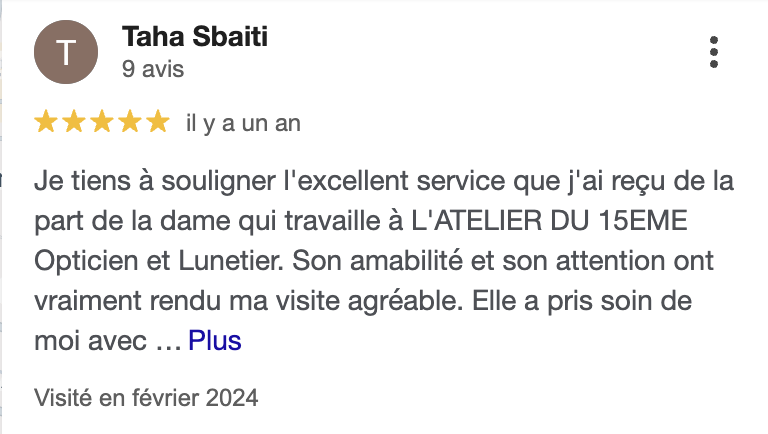 T
Taha Sbaiti
9 avis
il y a un an
Je tiens à souligner l'excellent service que j'ai reçu de la
part de la dame qui travaille à L'ATELIER DU 15EME
Opticien et Lunetier. Son amabilité et son attention ont
vraiment rendu ma visite agréable. Elle a pris soin de
moi avec … Plus
Visité en février 2024